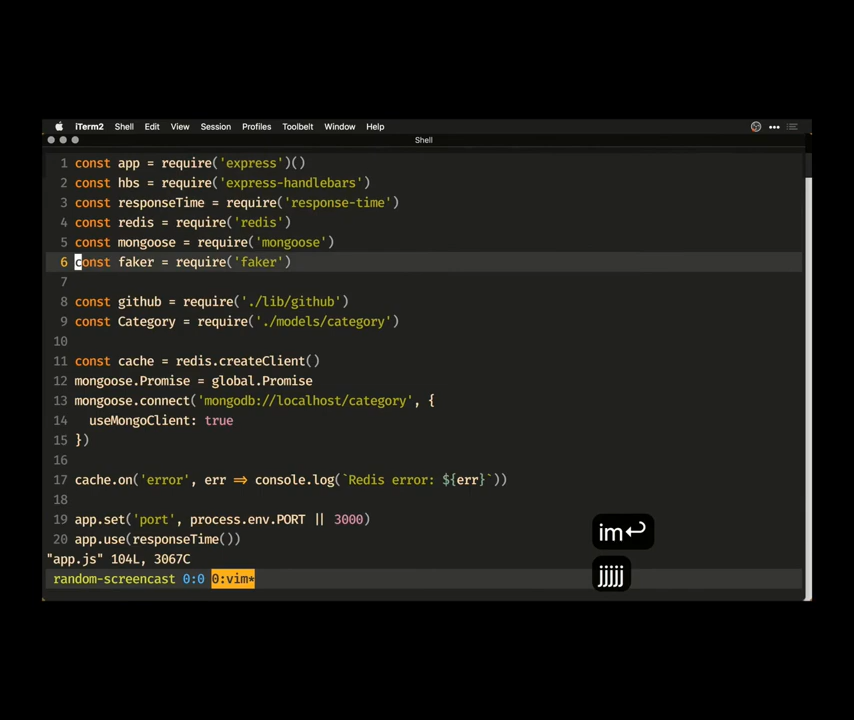 iTerm2 Shell Edit View Session Profiles Toolbelt Window Help
Shell
1 const app = require('express')()
2 const hbs = require('express-handlebars')
3 const responseTime = require('response-time')
4 const redis = require('redis')
5 const mongoose = require('mongoose')
6 const faker = require('faker')
7
8 const github = require('./lib/github')
9 const Category = require('./models/category')
10
11 const cache = redis.createClient()
12 mongoose.Promise = global.Promise
13 mongoose.connect('mongodb://localhost/category', {
14   useMongoClient: true
15 })
16
17 cache.on('error', err => console.log(`Redis error: ${err}`))
18
19 app.set('port', process.env.PORT || 3000)
20 app.use(responseTime())
"app.js" 104L, 3067C
random-screencast 0:0 0:vim*
im↩
jjjjj